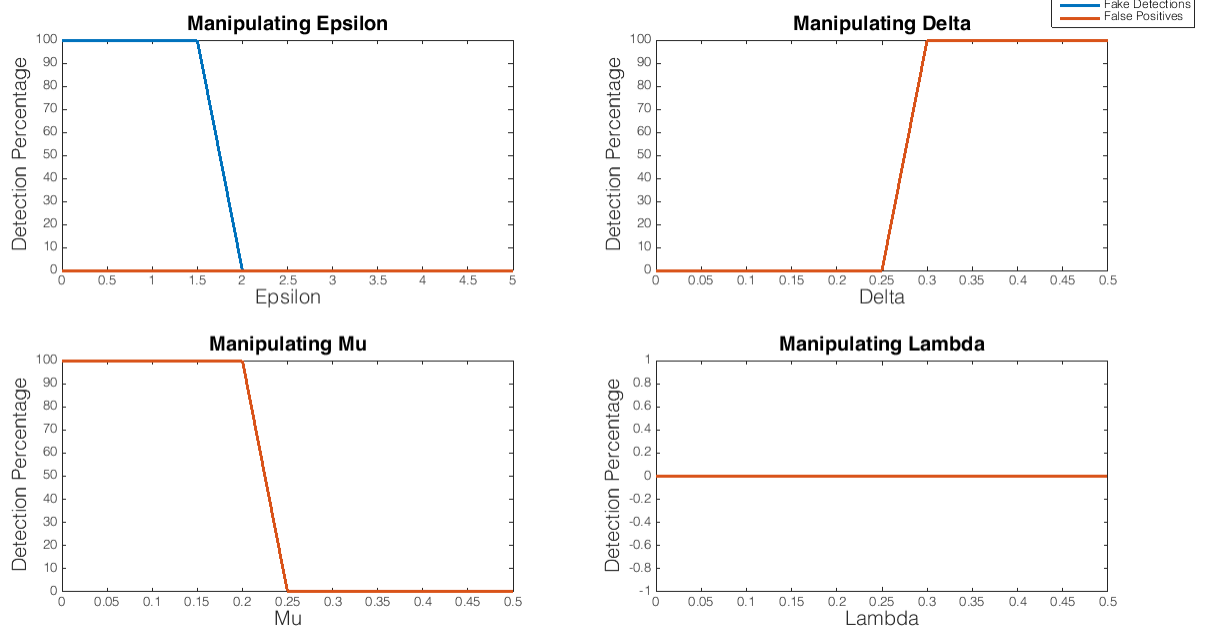 Fake Detections
False Positives
Manipulating Epsilon
100
90
80
70
60
50
40
30
20
10
0
Detection Percentage
0 0.5 1 1.5 2 2.5 3 3.5 4 4.5 5
Epsilon
Manipulating Delta
100
90
80
70
60
50
40
30
20
10
0
Detection Percentage
0 0.05 0.1 0.15 0.2 0.25 0.3 0.35 0.4 0.45 0.5
Delta
Manipulating Mu
100
90
80
70
60
50
40
30
20
10
0
Detection Percentage
0 0.05 0.1 0.15 0.2 0.25 0.3 0.35 0.4 0.45 0.5
Mu
Manipulating Lambda
1
0.8
0.6
0.4
0.2
0
-0.2
-0.4
-0.6
-0.8
-1
Detection Percentage
0 0.05 0.1 0.15 0.2 0.25 0.3 0.35 0.4 0.45 0.5
Lambda